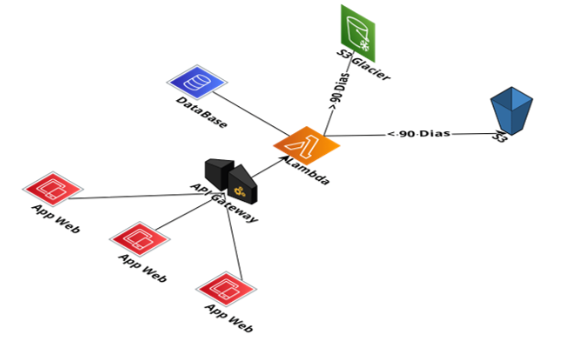 S3 Glacier
> 90 Dias
DataBase
< 90 Dias
S3
Lambda
API Gateway
App Web
App Web
App Web